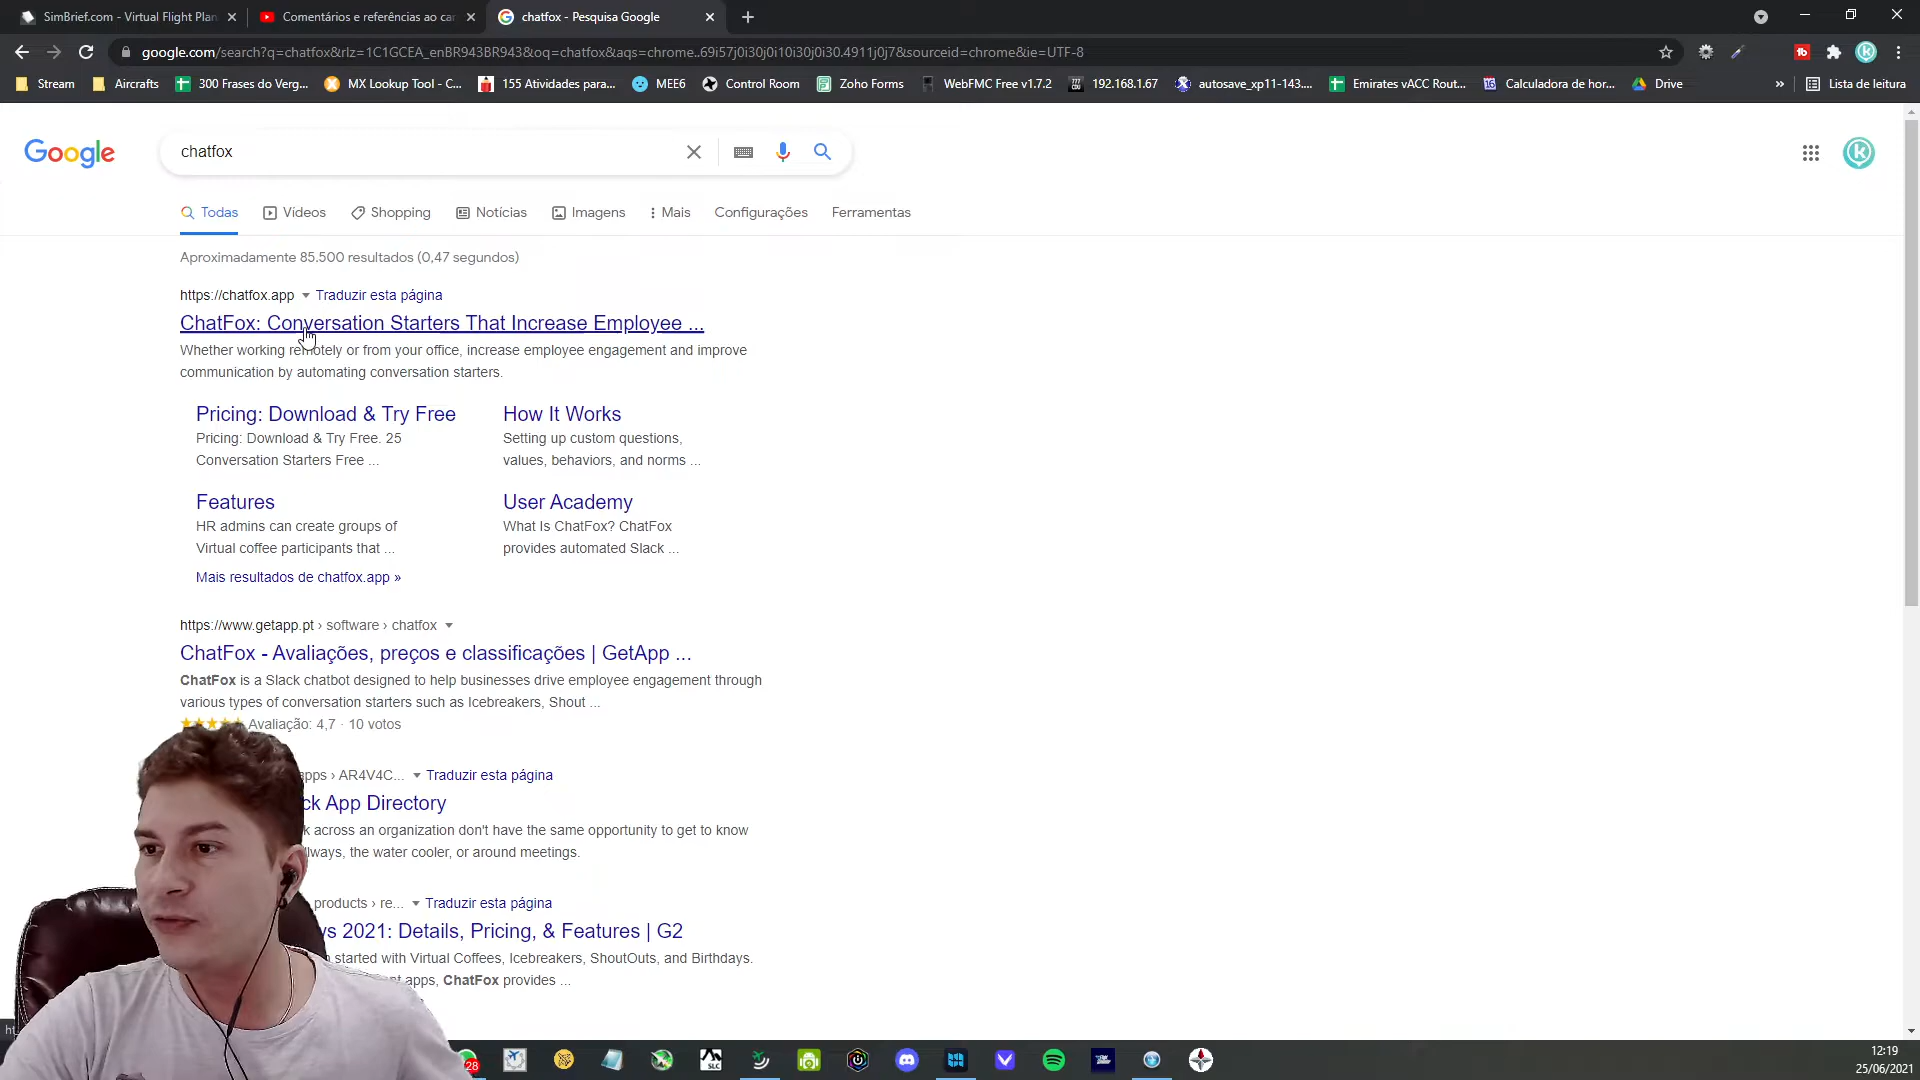 SimBrief.com - Virtual Flight Plan
Comentários e referências ao car
chatfox - Pesquisa Google
google.com/search?q=chatfox&rlz=1C1GCEA_enBR943BR943&oq=chatfox&aqs=chrome..69i57j0i30j0i10i30j0i30.4911j0j7&sourceid=chrome&ie=UTF-8
Stream
Aircrafts
300 Frases do Verg...
MX Lookup Tool - C...
155 Atividades para...
MEE6
Control Room
Zoho Forms
WebFMC Free v1.7.2
192.168.1.67
autosave_xp11-143....
Emirates vACC Rout...
Calculadora de hor...
Drive
»
Lista de leitura
Google
chatfox
Todas
Vídeos
Shopping
Notícias
Imagens
Mais
Configurações
Ferramentas
Aproximadamente 85.500 resultados (0,47 segundos)
https://chatfox.app
Traduzir esta página
ChatFox: Conversation Starters That Increase Employee ...
Whether working remotely or from your office, increase employee engagement and improve
communication by automating conversation starters.
Pricing: Download & Try Free
Pricing: Download & Try Free. 25
Conversation Starters Free ...
How It Works
Setting up custom questions,
values, behaviors, and norms ...
Features
HR admins can create groups of
Virtual coffee participants that ...
User Academy
What Is ChatFox? ChatFox
provides automated Slack ...
Mais resultados de chatfox.app »
https://www.getapp.pt › software › chatfox
ChatFox - Avaliações, preços e classificações | GetApp ...
ChatFox is a Slack chatbot designed to help businesses drive employee engagement through
various types of conversation starters such as Icebreakers, Shout ...
Avaliação: 4,7 · 10 votos
apps › AR4V4C...
Traduzir esta página
ck App Directory
k across an organization don't have the same opportunity to get to know
llways, the water cooler, or around meetings.
products › re...
Traduzir esta página
ws 2021: Details, Pricing, & Features | G2
started with Virtual Coffees, Icebreakers, ShoutOuts, and Birthdays.
apps, ChatFox provides ...
ht
28
SLC
12:19
25/06/2021